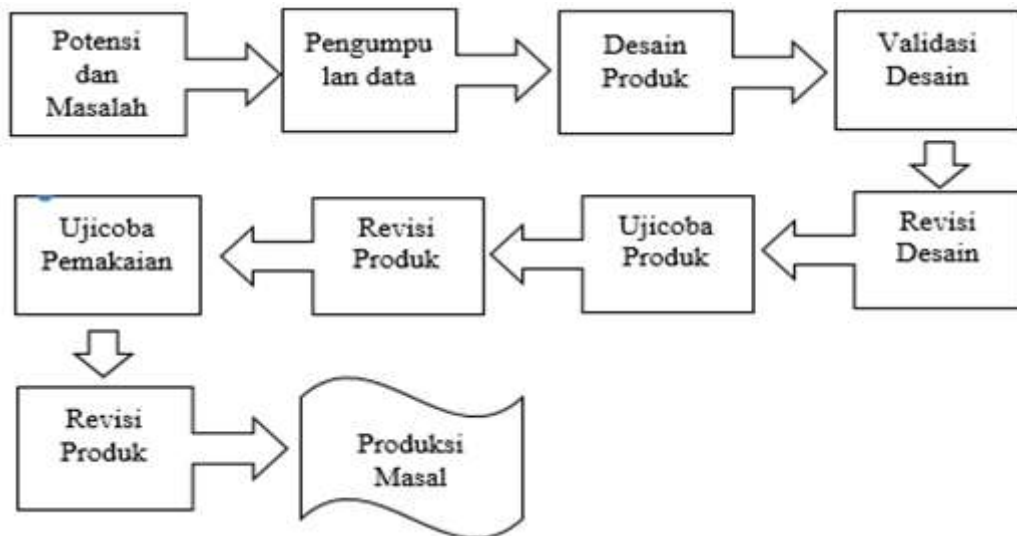 Potensi
dan
Masalah
Pengumpu
lan data
Desain
Produk
Validasi
Desain
Revisi
Desain
Ujicoba
Produk
Revisi
Produk
Ujicoba
Pemakaian
Revisi
Produk
Produksi
Masal